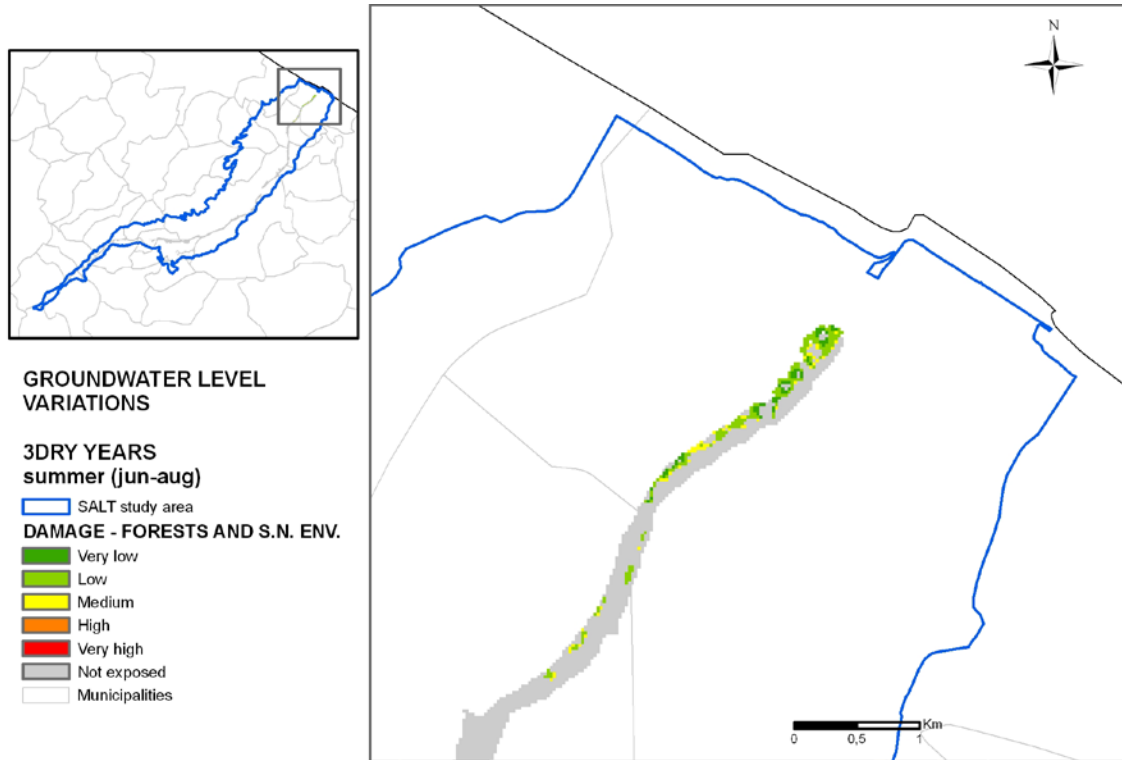 GROUNDWATER LEVEL
VARIATIONS
3DRY YEARS
summer (jun-aug)
SALT study area
DAMAGE - FORESTS AND S.N. ENV.
Very low
Low
Medium
High
Very high
Not exposed
Municipalities
N
Km
0 0,5 1